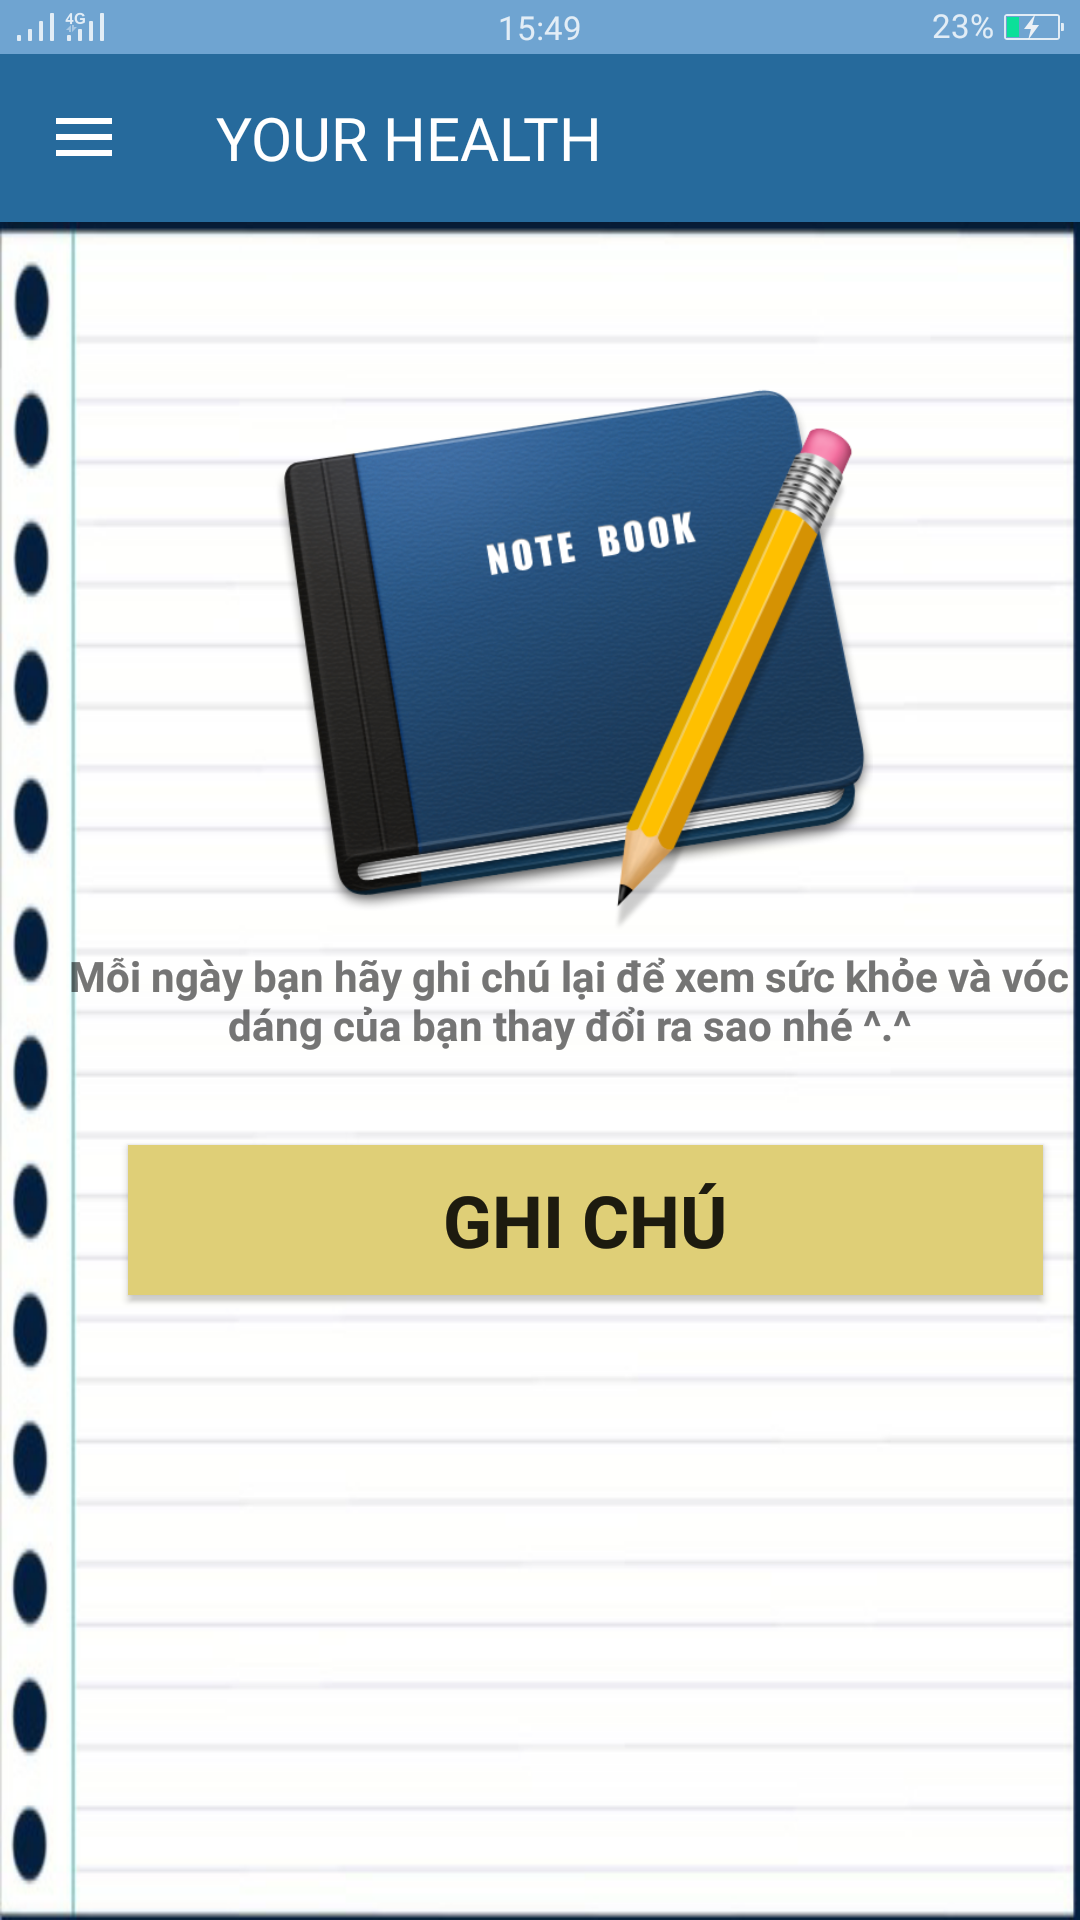 4G 15:49 23%
YOUR HEALTH
NOTE BOOK
Mỗi ngày bạn hãy ghi chú lại để xem sức khỏe và vóc
dáng của bạn thay đổi ra sao nhé ^.^
GHI CHÚ